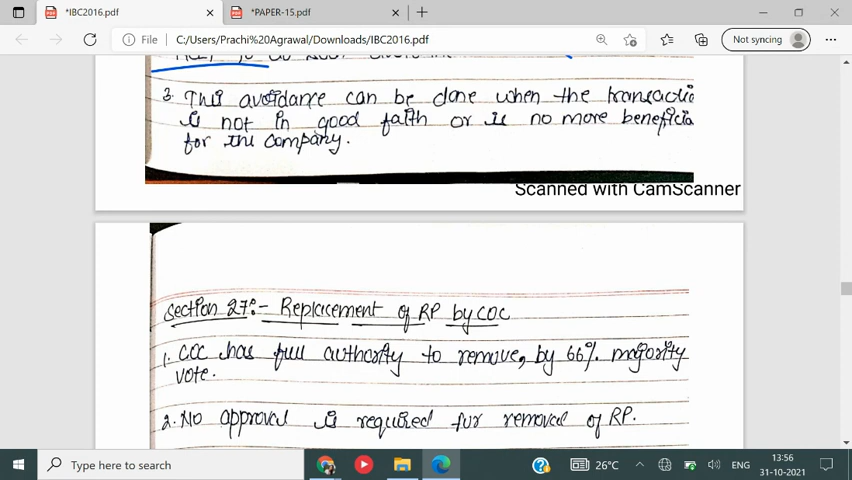 *IBC2016.pdf
*PAPER-15.pdf
File
C:/Users/Prachi%20Agrawal/Downloads/IBC2016.pdf
Not syncing
3. This avoidance can be done when the transactio
is not in good faith or is no more beneficia
for the company.
Scanned with CamScanner
Section 27:- Replacement of RP by COC
1. COC has full authority to remove, by 66% majority
vote.
2. No approval is required for removal of RP.
Type here to search
26°C
ENG
13:56
31-10-2021